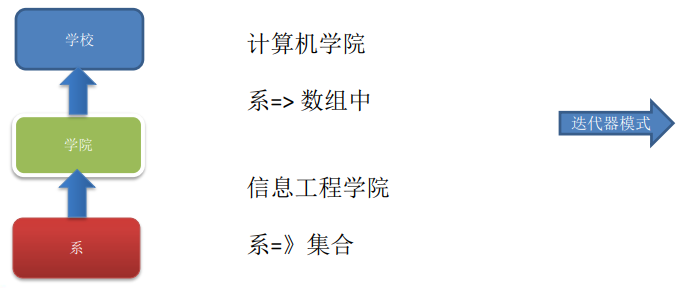 学校
学院
系
计算机学院
系=> 数组中
信息工程学院
系=》集合
迭代器模式